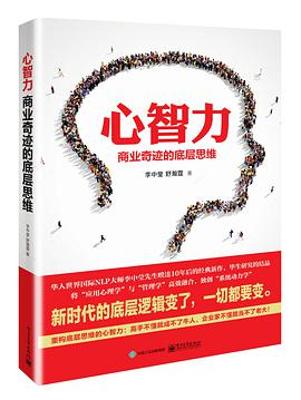 心智力
商业奇迹的底层思维
李中莹 舒瀚霆 著
华人世界国际NLP大师李中莹先生暌违10年后的经典新作，毕生研究的结晶
将“应用心理学”与“管理学”高效融合，独创“系统动力学”
新时代的底层逻辑变了，一切都要变。
重构底层思维的心智力：高手不懂就成不了牛人，企业家不懂就当不了老大！
心智力 商业奇迹的底层思维